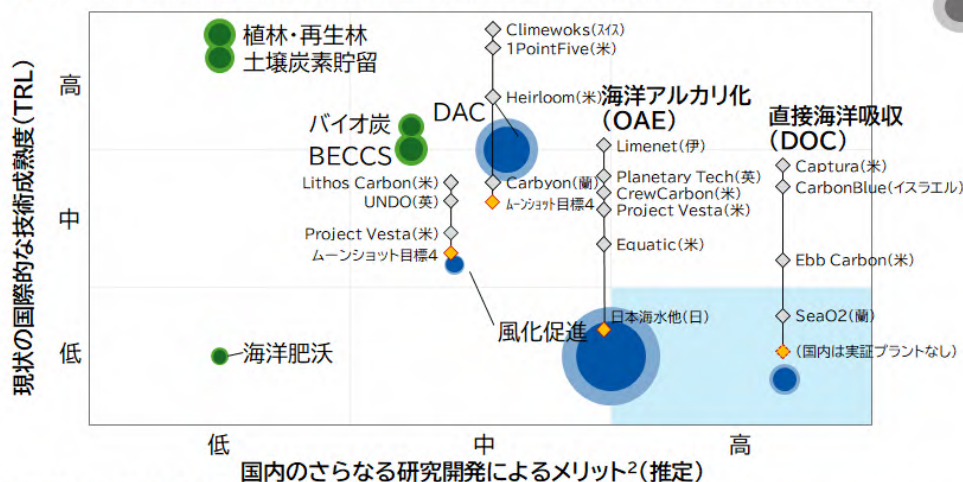 現状の国際的な技術成熟度(TRL)
高
中
低
植林・再生林
土壌炭素貯留
バイオ炭
BECCS
海洋肥沃
Lithos Carbon(米)
UNDO(英)
Project Vesta(米)
ムーンショット目標4
風化促進
DAC
Climewoks(スイス)
1PointFive(米)
Heirloom(米)
Carbyon(蘭)
ムーンショット目標4
海洋アルカリ化
(OAE)
Limenet(伊)
Planetary Tech(英)
CrewCarbon(米)
Project Vesta(米)
Equatic(米)
日本海水他(日)
直接海洋吸収
(DOC)
Captura(米)
CarbonBlue(イスラエル)
Ebb Carbon(米)
SeaO2(蘭)
(国内は実証プラントなし)
低
中
高
国内のさらなる研究開発によるメリット²(推定)